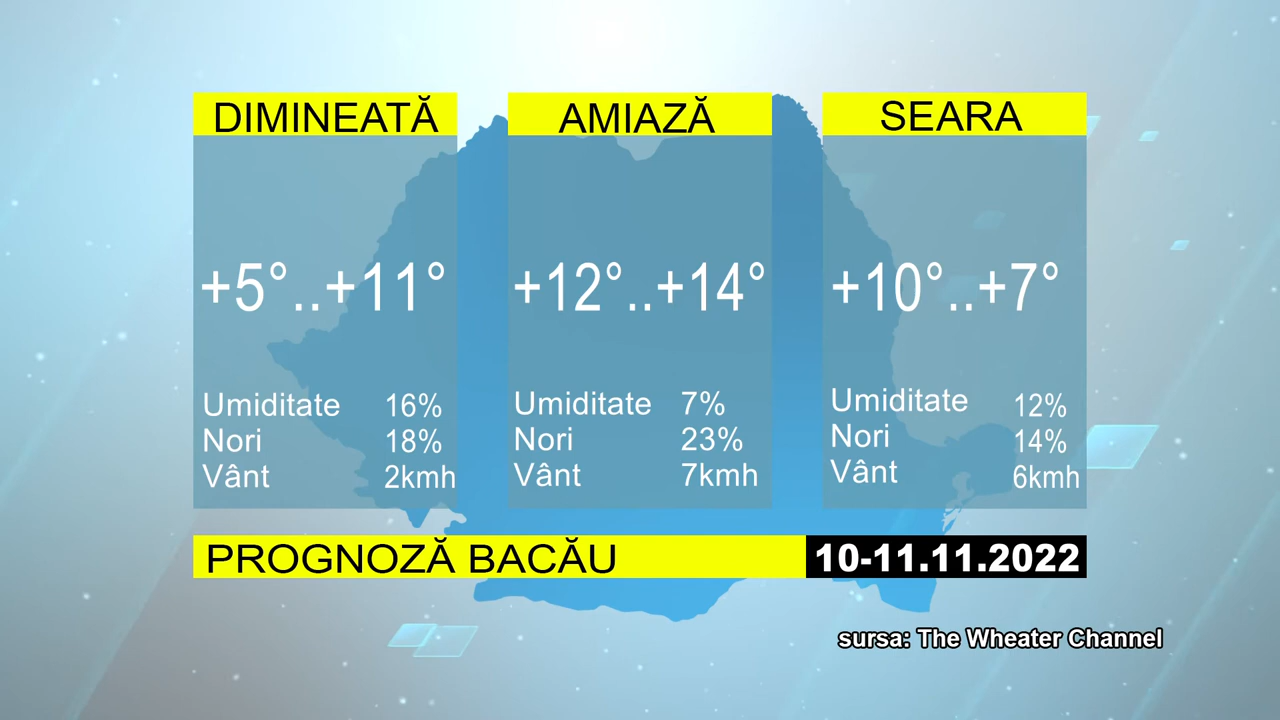 DIMINEATĂ
+5°..+11°
Umiditate 16%
Nori 18%
Vânt 2kmh
AMIAZĂ
+12°..+14°
Umiditate 7%
Nori 23%
Vânt 7kmh
SEARA
+10°..+7°
Umiditate 12%
Nori 14%
Vânt 6kmh
PROGNOZĂ BACĂU 10-11.11.2022
sursa: The Wheater Channel